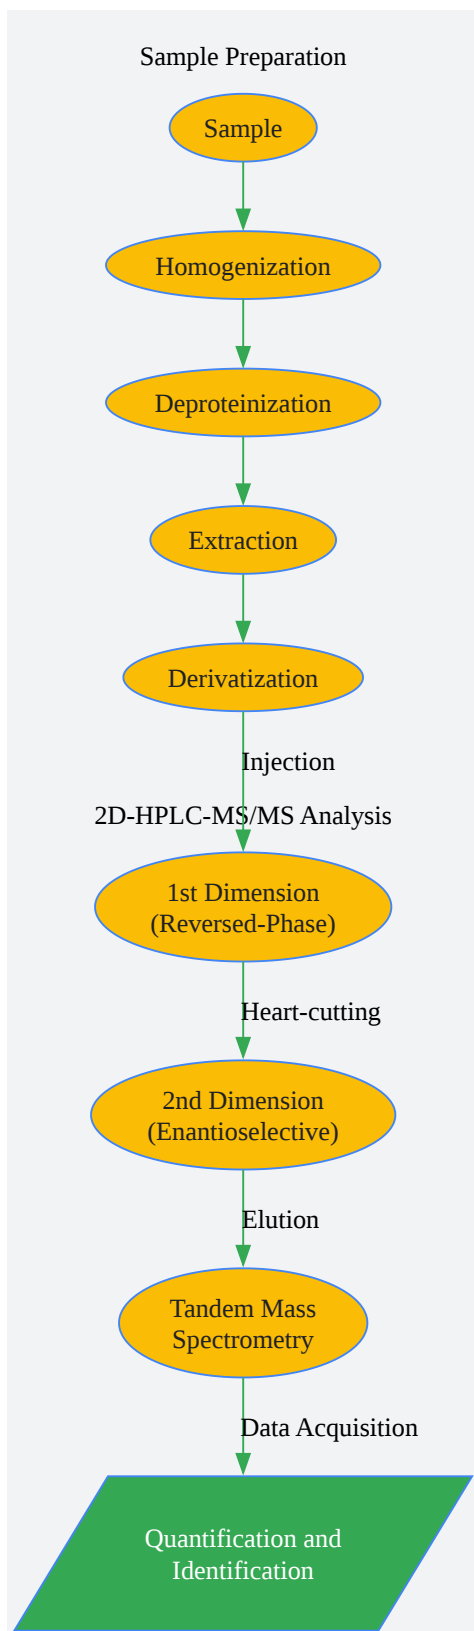 Sample Preparation
Sample
Homogenization
Deproteinization
Extraction
Derivatization
Injection
2D-HPLC-MS/MS Analysis
1st Dimension
(Reversed-Phase)
Heart-cutting
2nd Dimension
(Enantioselective)
Elution
Tandem Mass
Spectrometry
Data Acquisition
Quantification and
Identification